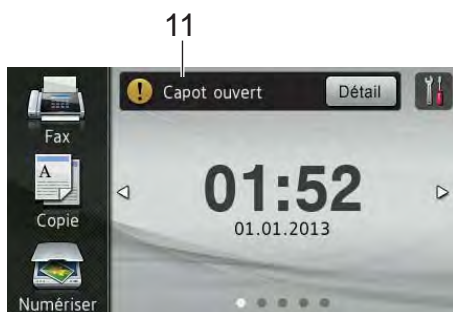 11
Capot ouvert
Détail
Fax
A
01:52
01.01.2013
Copie
Numériser